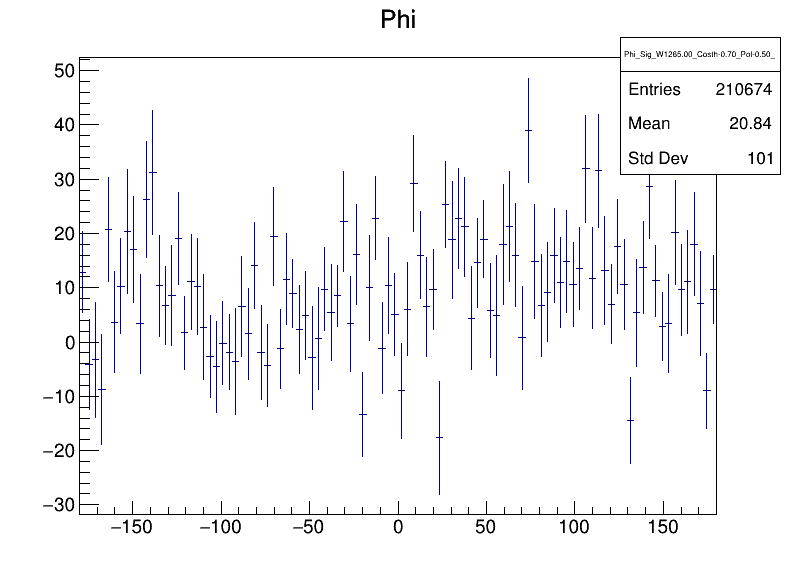 Phi
Phi_Sig_W1265.00_Costh-0.70_Pol-0.50_
Entries 210674
Mean 20.84
Std Dev 101
50
40
30
20
10
0
−10
−20
−30
−150 −100 −50 0 50 100 150